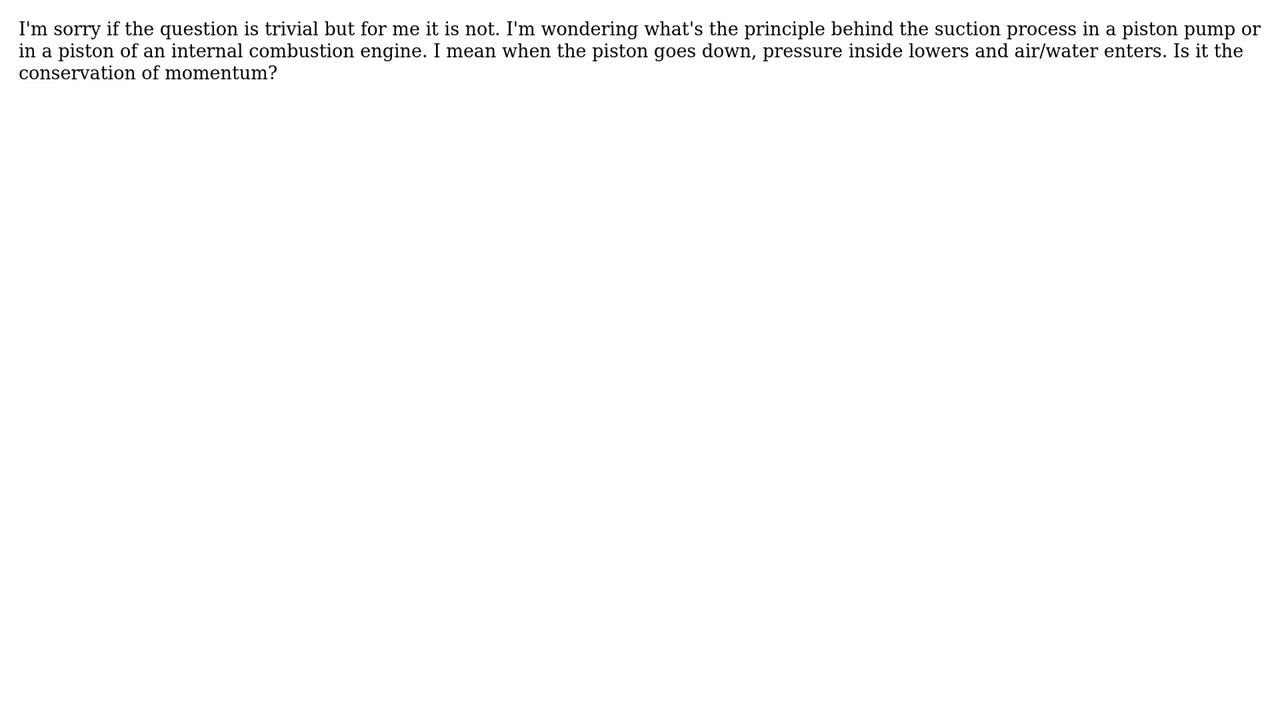 I'm sorry if the question is trivial but for me it is not. I'm wondering what's the principle behind the suction process in a piston pump or
in a piston of an internal combustion engine. I mean when the piston goes down, pressure inside lowers and air/water enters. Is it the
conservation of momentum?